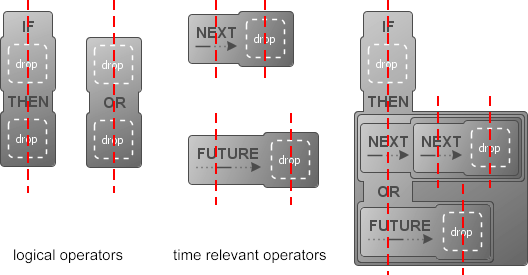 IF
drop
THEN
drop
drop
OR
drop
NEXT
drop
FUTURE
drop
IF
drop
THEN
NEXT NEXT drop
OR
FUTURE drop
logical operators
time relevant operators